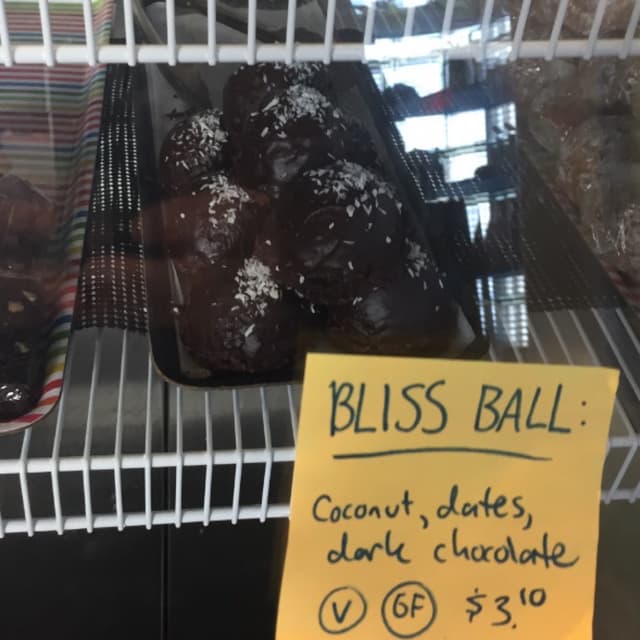 BLISS BALL:
Coconut, dates,
dark chocolate
V GF $3.10